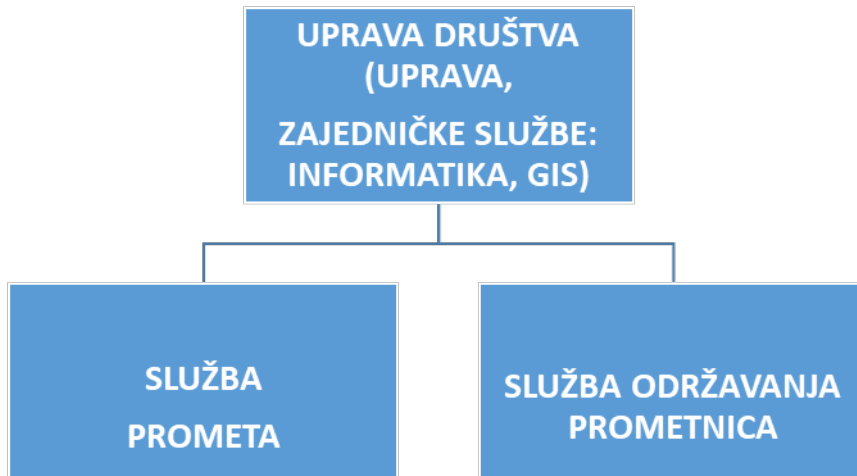 UPRAVA DRUŠTVA
(UPRAVA,
ZAJEDNIČKE SLUŽBE:
INFORMATIKA, GIS)
SLUŽBA
PROMETA
SLUŽBA ODRŽAVANJA
PROMETNICA